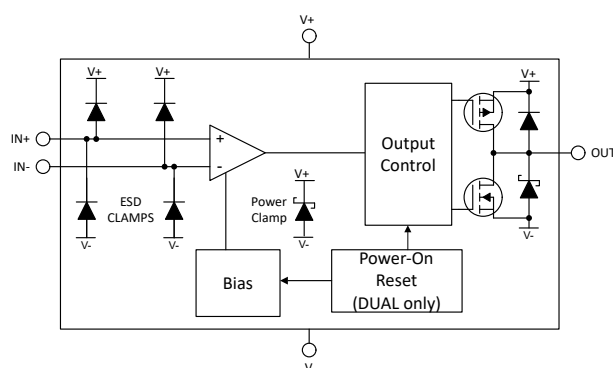 V+
V+
V+
V+
IN+
IN-
+
-
Output
Control
OUT
ESD
CLAMPS
V+
Power
Clamp
V-
V-
V-
V-
Bias
Power-On
Reset
(DUAL only)
V-